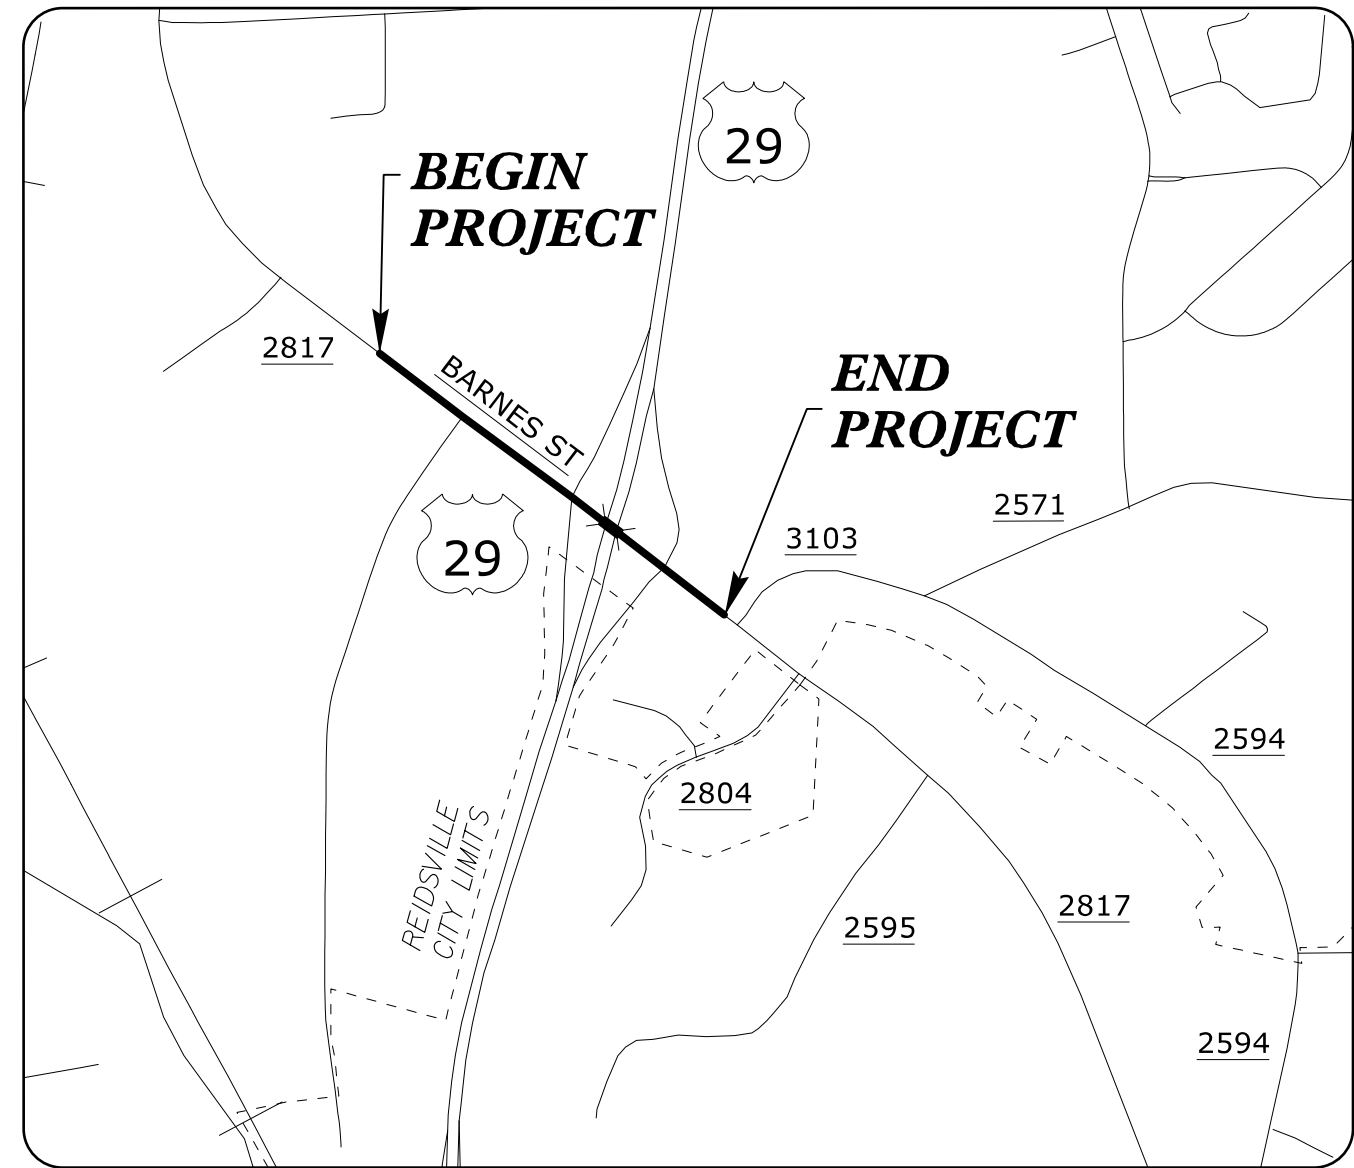 29
BEGIN
PROJECT
2817
BARNES ST
END
PROJECT
29
2571
3103
2594
2804
REIDSVILLE
CITY LIMITS
2817
2595
2594